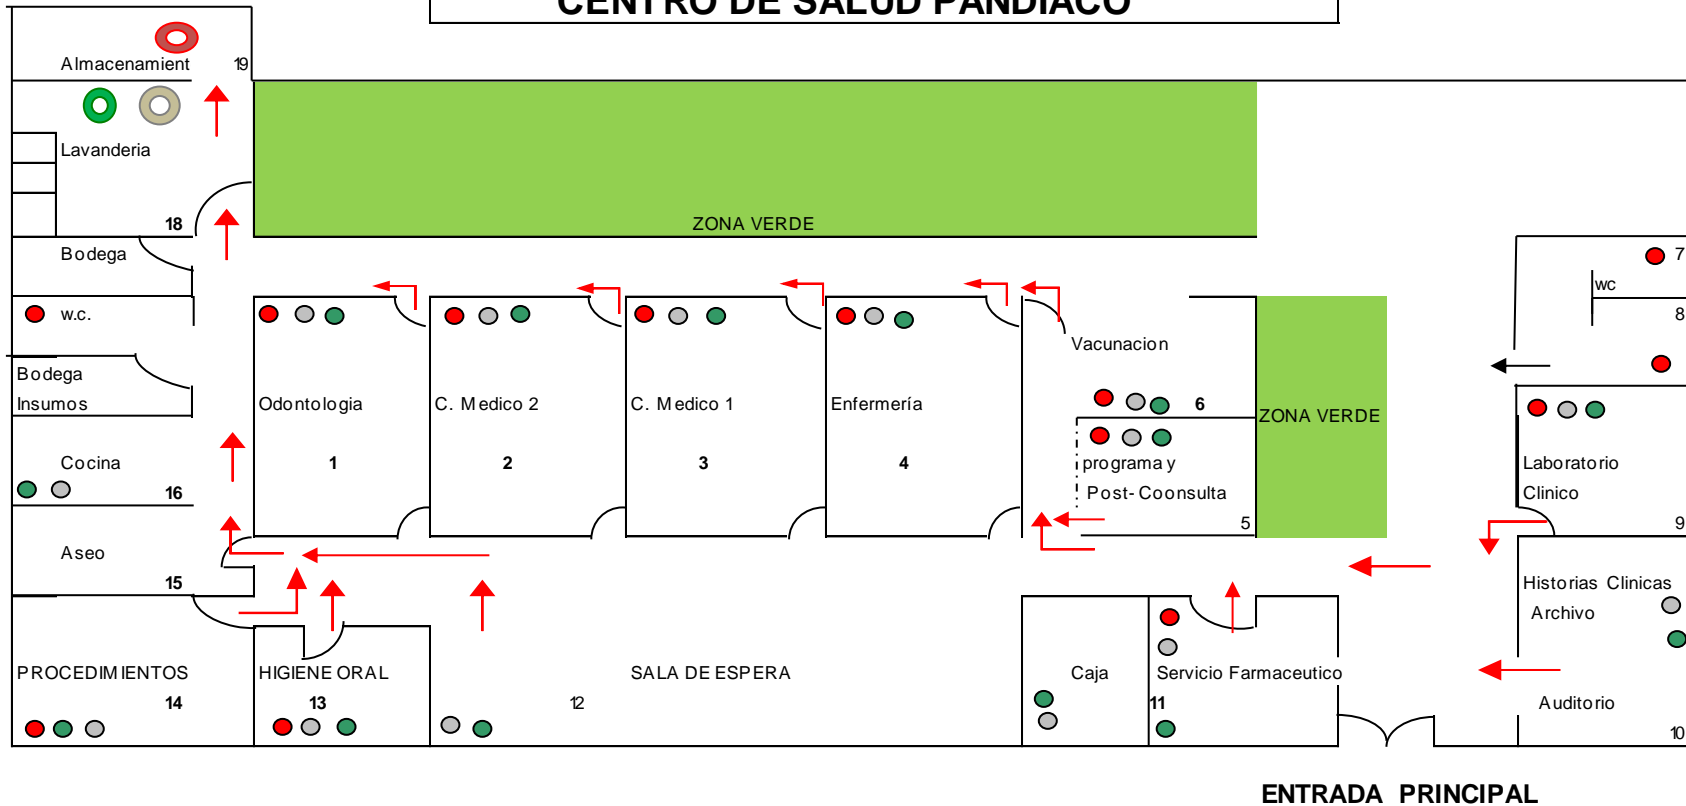 CENTRO DE SALUD PANDIACO
Almacenamient 19
Lavanderia
18
ZONA VERDE
Bodega
7
wc
w.c.
8
Vacunacion
Bodega
Insumos
Odontologia
C. Medico 2
C. Medico 1
Enfermería
6
ZONA VERDE
Cocina
16
1
2
3
4
programa y
Post-Coonsulta
5
Laboratorio
Clinico
9
Aseo
15
Historias Clinicas
Archivo
PROCEDIMIENTOS
14
HIGIENE ORAL
13
SALA DE ESPERA
12
Caja
Servicio Farmaceutico
11
Auditorio
10
ENTRADA PRINCIPAL